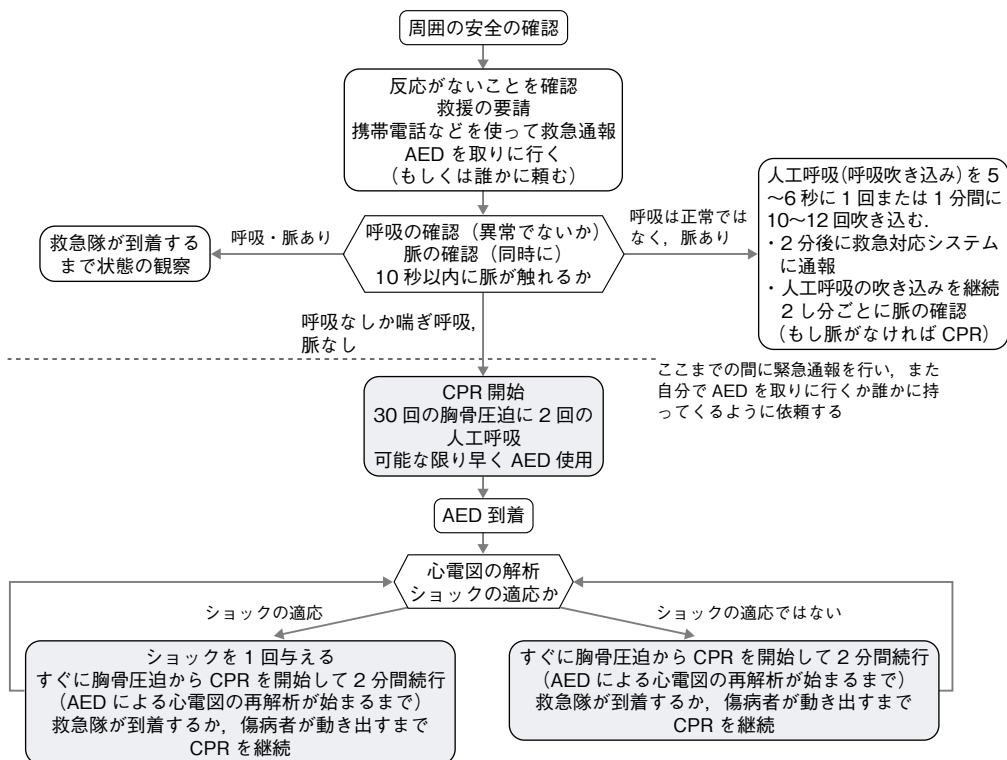 周囲の安全の確認
反応がないことを確認
救援の要請
携帯電話などを使って救急通報
AED を取りに行く
(もしくは誰かに頼む)
呼吸の確認(異常でないか)
脈の確認(同時に)
10 秒以内に脈が触れるか
呼吸・脈あり
救急隊が到着する
まで状態の観察
呼吸は正常では
なく,脈あり
人工呼吸(呼吸吹き込み)を 5
~6 秒に 1 回または 1 分間に
10~12 回吹き込む.
・2 分後に救急対応システム
に通報
・人工呼吸の吹き込みを継続
2 し分ごとに脈の確認
(もし脈がなければ CPR)
呼吸なしか喘ぎ呼吸,
脈なし
ここまでの間に緊急通報を行い,また
自分で AED を取りに行くか誰かに持
ってくるように依頼する
CPR 開始
30 回の胸骨圧迫に 2 回の
人工呼吸
可能な限り早く AED 使用
AED 到着
心電図の解析
ショックの適応か
ショックの適応
ショックを 1 回与える
すぐに胸骨圧迫から CPR を開始して 2 分間続行
(AED による心電図の再解析が始まるまで)
救急隊が到着するか,傷病者が動き出すまで
CPR を継続
ショックの適応ではない
すぐに胸骨圧迫から CPR を開始して 2 分間続行
(AED による心電図の再解析が始まるまで)
救急隊が到着するか,傷病者が動き出すまで
CPR を継続